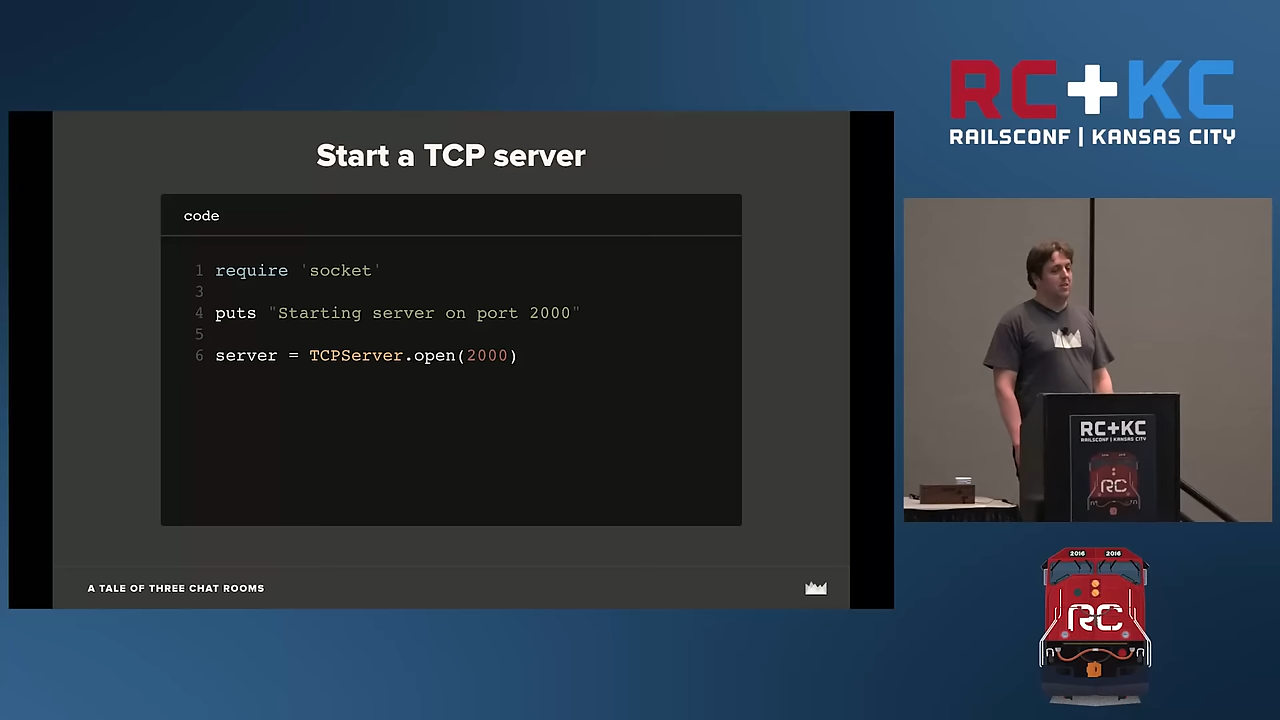 RC+KC
RAILSCONF | KANSAS CITY
Start a TCP server
code
1 require 'socket'
3
4 puts "Starting server on port 2000"
5
6 server = TCPServer.open(2000)
A TALE OF THREE CHAT ROOMS
RC+KC
RAILSCONF | KANSAS CITY
RC
2016 2016
RC